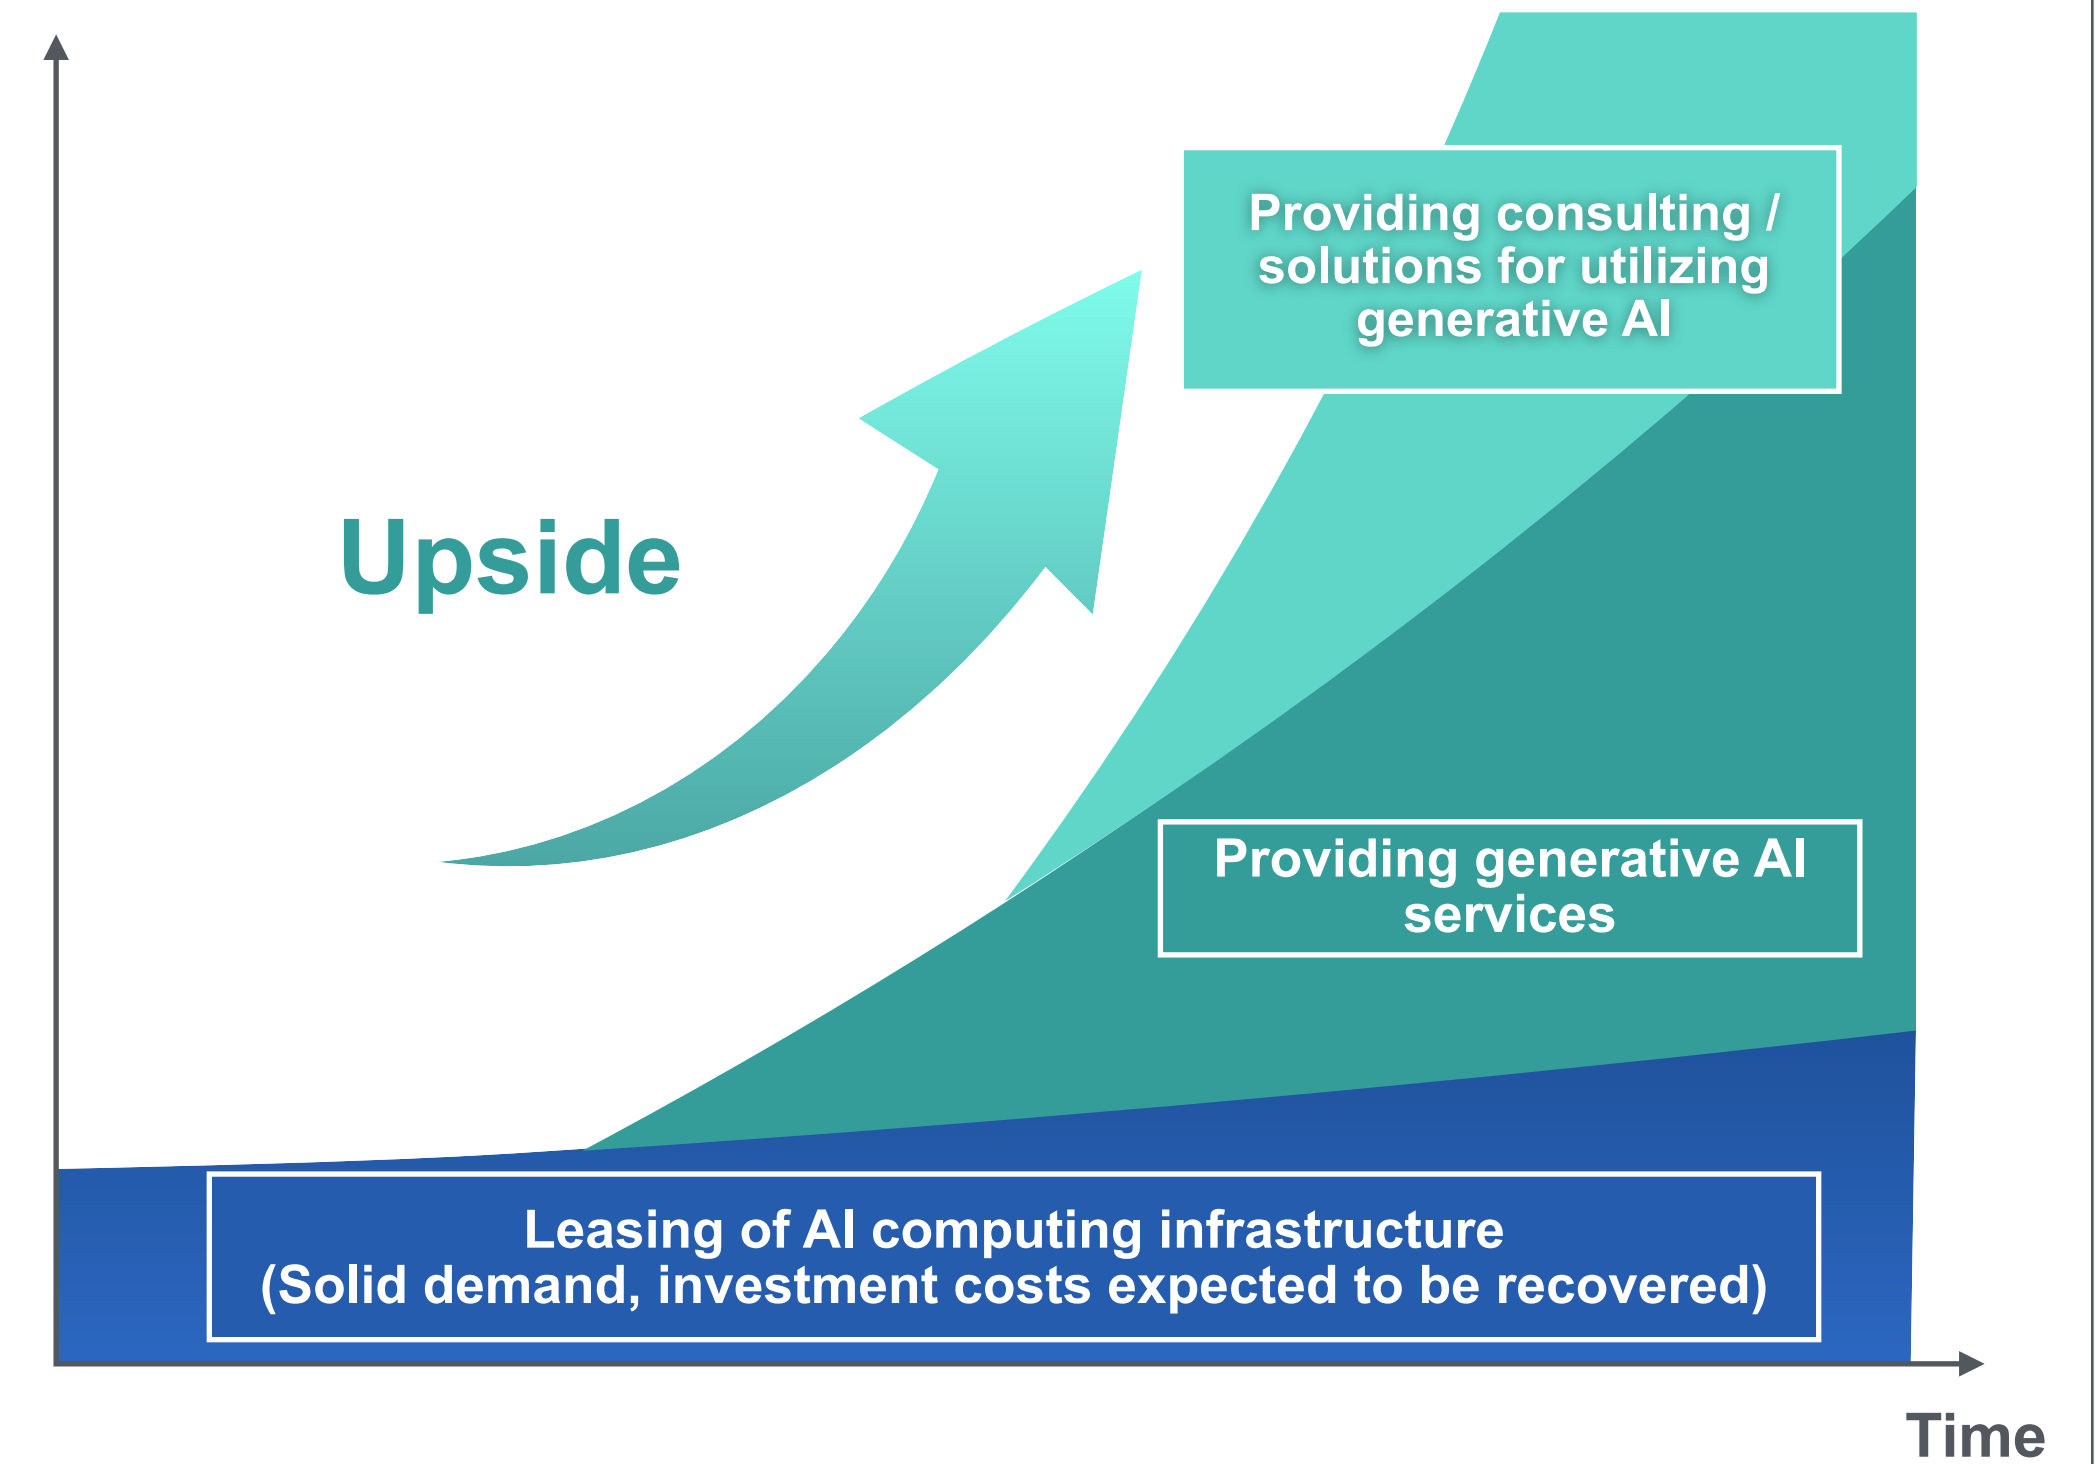 Providing consulting /
solutions for utilizing
generative AI
Upside
Providing generative AI
services
Leasing of AI computing infrastructure
(Solid demand, investment costs expected to be recovered)
Time